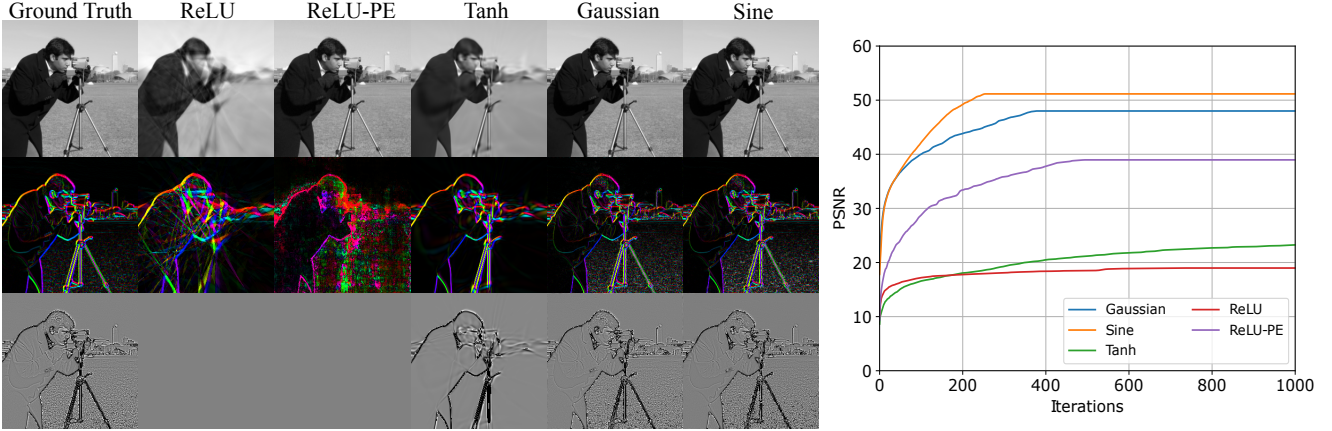 Ground Truth ReLU ReLU-PE Tanh Gaussian Sine
60
50
40
30
20
10
0
PSNR
Gaussian
Sine
Tanh
ReLU
ReLU-PE
0 200 400 600 800 1000
Iterations